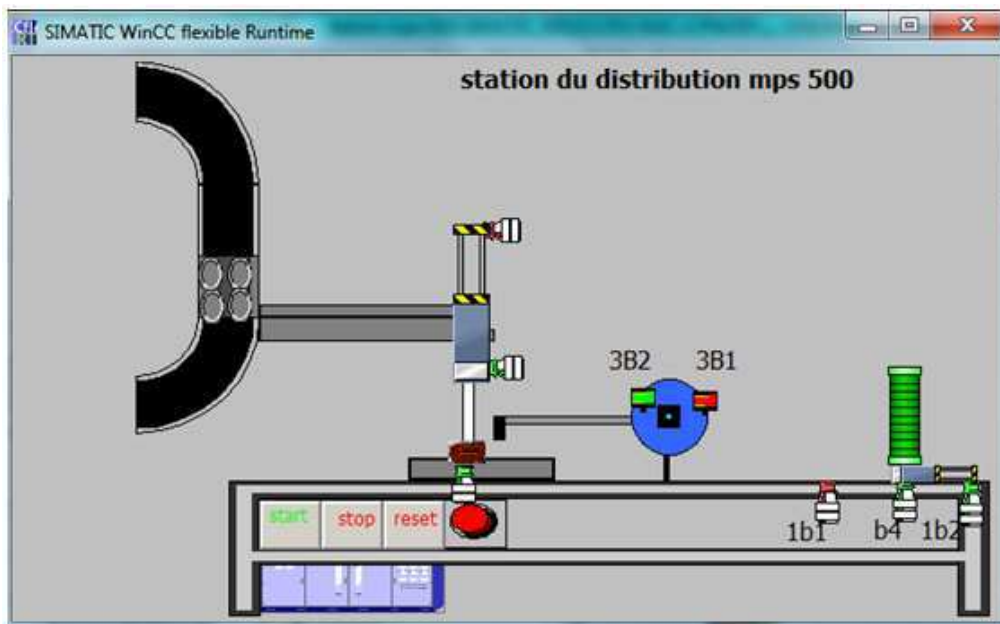 SIMATIC WinCC flexible Runtime
station du distribution mps 500
3B2 3B1
1b1 b4 1b2
start stop reset